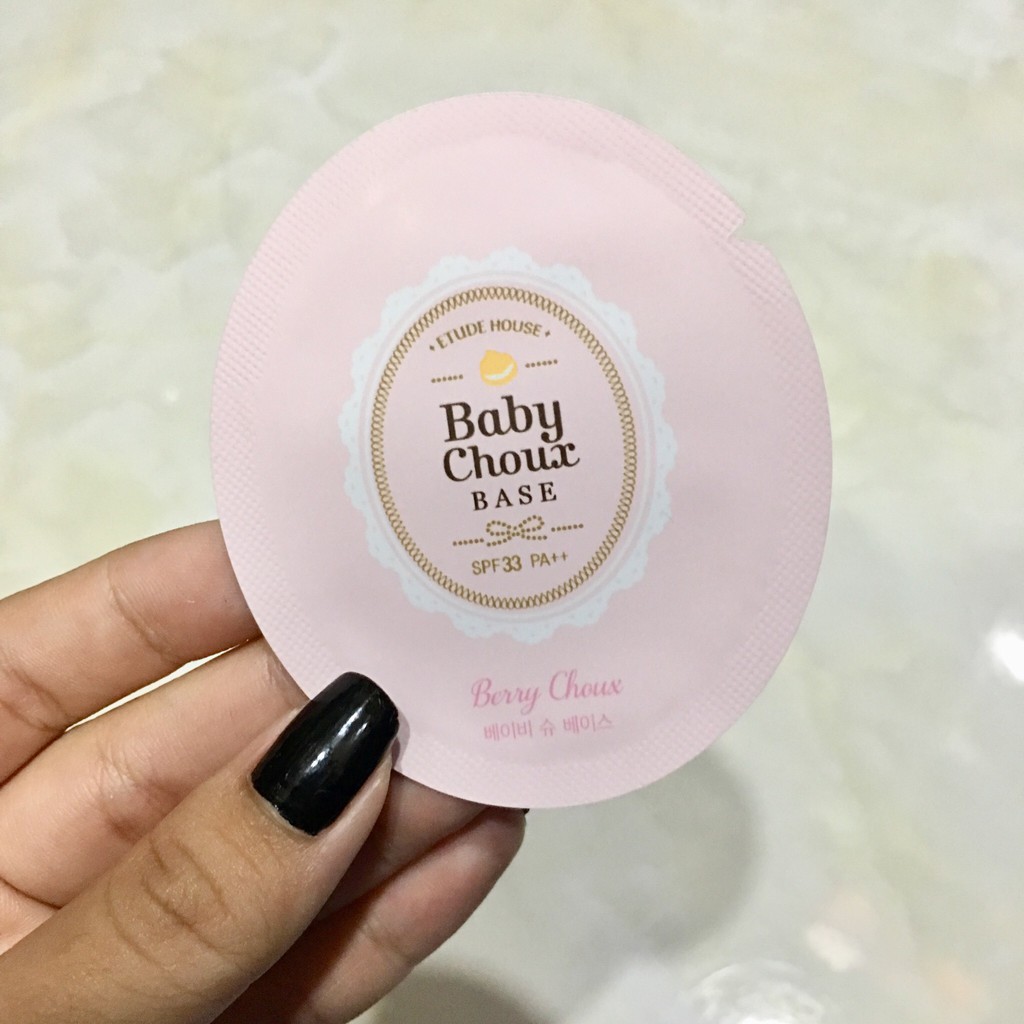 ETUDE HOUSE
Baby
Choux
BASE
SPF33 PA++
Berry Choux
베이비 슈 베이스